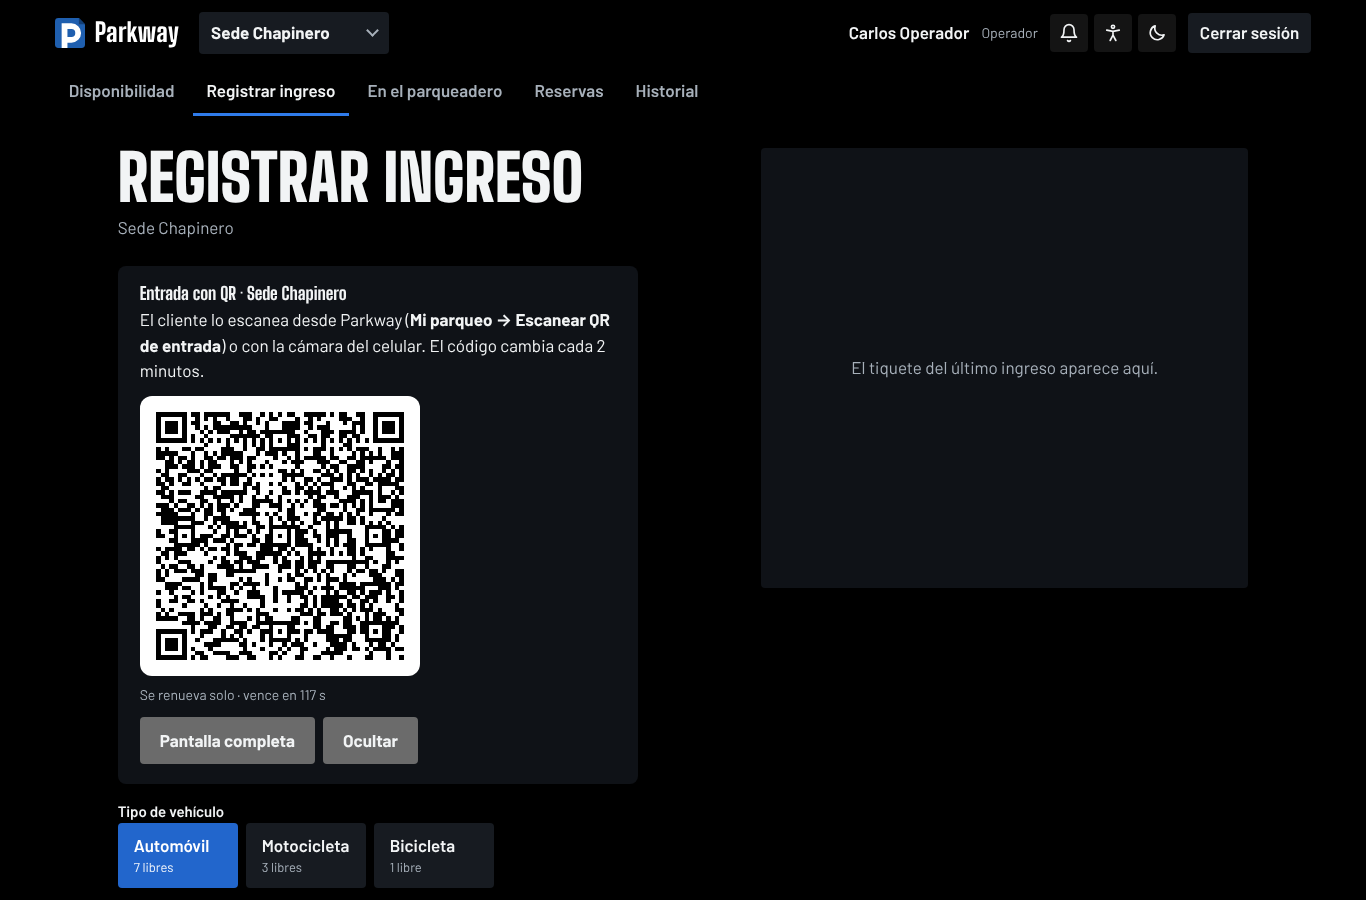 Parkway
Sede Chapinero
Carlos Operador
Operador
Cerrar sesión
Disponibilidad
Registrar ingreso
En el parqueadero
Reservas
Historial
REGISTRAR INGRESO
Sede Chapinero
Entrada con QR · Sede Chapinero
El cliente lo escanea desde Parkway (Mi parqueo → Escanear QR
de entrada) o con la cámara del celular. El código cambia cada 2
minutos.
Se renueva solo · vence en 117 s
Pantalla completa
Ocultar
El tiquete del último ingreso aparece aquí.
Tipo de vehículo
Automóvil
7 libres
Motocicleta
3 libres
Bicicleta
1 libre